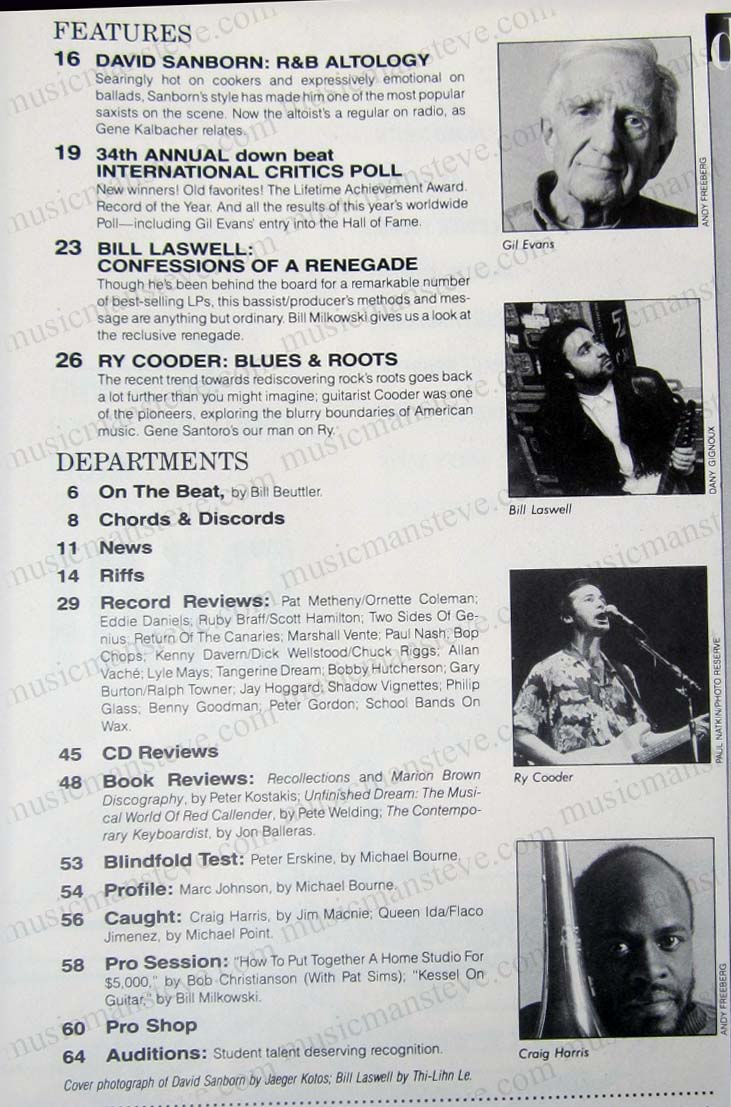 FEATURES
16 DAVID SANBORN: R&B ALTOLOGY
Searingly hot on cookers and expressively emotional on
ballads, Sanborn's style has made him one of the most popular
saxists on the scene. Now the altoist's a regular on radio, as
Gene Kalbacher relates.
19 34th ANNUAL down beat
INTERNATIONAL CRITICS POLL
New winners! Old favorites! The Lifetime Achievement Award.
Record of the Year. And all the results of this year's worldwide
Poll—including Gil Evans' entry into the Hall of Fame.
23 BILL LASWELL:
CONFESSIONS OF A RENEGADE
Though he's been behind the board for a remarkable number
of best-selling LPs, this bassist/producer's methods and mes-
sage are anything but ordinary. Bill Milkowski gives us a look at
the reclusive renegade.
26 RY COODER: BLUES & ROOTS
The recent trend towards rediscovering rock's roots goes back
a lot further than you might imagine; guitarist Cooder was one
of the pioneers, exploring the blurry boundaries of American
music. Gene Santoro's our man on Ry.
DEPARTMENTS
6 On The Beat, by Bill Beuttler.
8 Chords & Discords
11 News
14 Riffs
29 Record Reviews: Pat Metheny/Ornette Coleman;
Eddie Daniels; Ruby Braff/Scott Hamilton; Two Sides Of Ge-
nius; Return Of The Canaries; Marshall Vente; Paul Nash; Bop
Chops; Kenny Davern/Dick Wellstood/Chuck Riggs; Allan
Vaché; Lyle Mays; Tangerine Dream; Bobby Hutcherson; Gary
Burton/Ralph Towner; Jay Hoggard; Shadow Vignettes; Philip
Glass; Benny Goodman; Peter Gordon; School Bands On
Wax.
45 CD Reviews
48 Book Reviews: Recollections and Marion Brown
Discography, by Peter Kostakis; Unfinished Dream: The Musi-
cal World Of Red Callender, by Pete Welding; The Contempo-
rary Keyboardist, by Jon Balleras.
53 Blindfold Test: Peter Erskine, by Michael Bourne.
54 Profile: Marc Johnson, by Michael Bourne.
56 Caught: Craig Harris, by Jim Macnie; Queen Ida/Flaco
Jimenez, by Michael Point.
58 Pro Session: "How To Put Together A Home Studio For
$5,000," by Bob Christianson (With Pat Sims); "Kessel On
Guitar," by Bill Milkowski.
60 Pro Shop
64 Auditions: Student talent deserving recognition.
Cover photograph of David Sanborn by Jaeger Kotos; Bill Laswell by Thi-Lihn Le.
ANDY FREEBERG
Gil Evans
DANY GIGNOUX
Bill Laswell
PAUL NATKIN/PHOTO RESERVE
Ry Cooder
ANDY FREEBERG
Craig Harris
d
musicmansteve.com